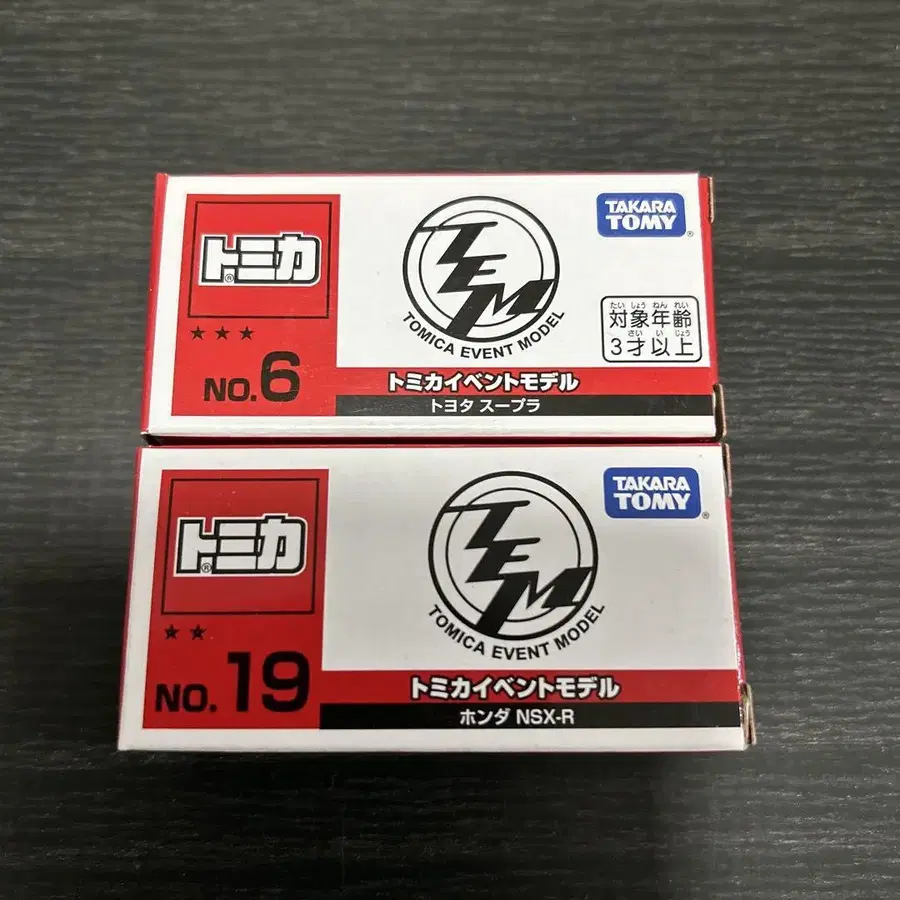 トミカ
®
★★★
NO.6
TEM
TOMICA EVENT MODEL
TAKARA
TOMY®
たいしょうねんれい
対象年齢
さいいじょう
3才以上
トミカイベントモデル
トヨタ スープラ
トミカ
®
★★
NO.19
TEM
TOMICA EVENT MODEL
TAKARA
TOMY®
トミカイベントモデル
ホンダ NSX-R